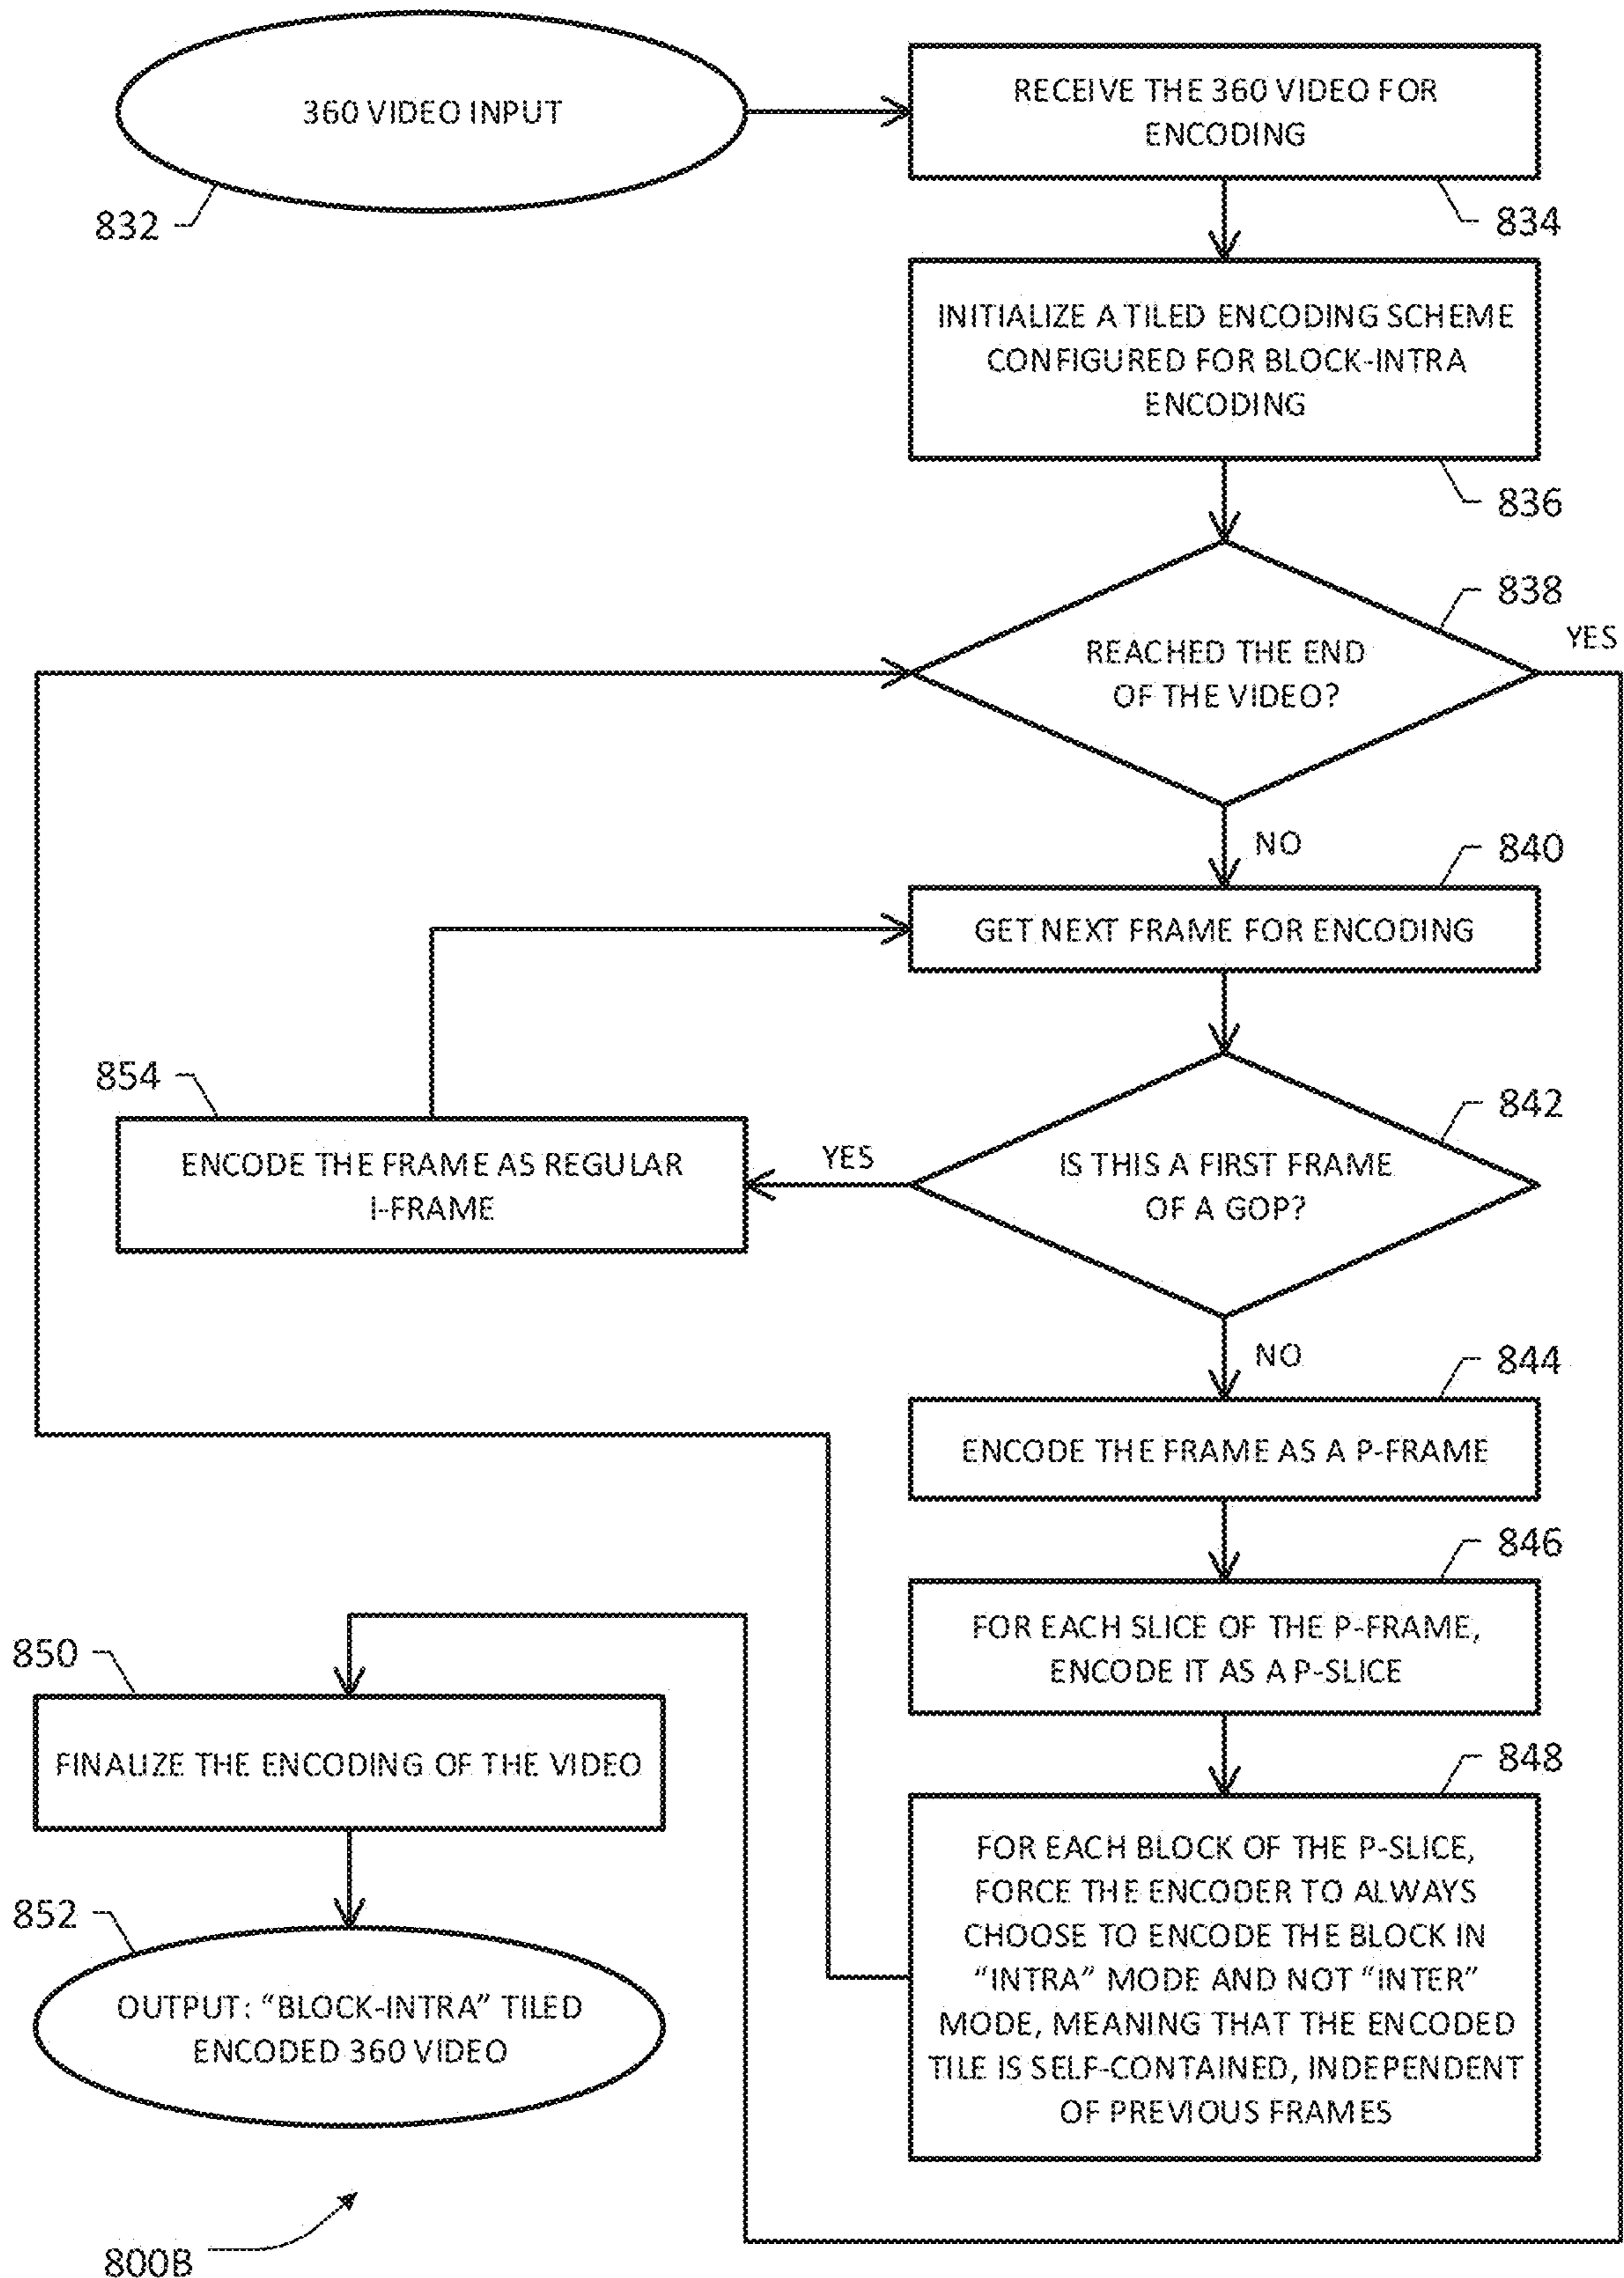 360 VIDEO INPUT
832
RECEIVE THE 360 VIDEO FOR
ENCODING
834
INITIALIZE A TILED ENCODING SCHEME
CONFIGURED FOR BLOCK-INTRA
ENCODING
836
838
REACHED THE END
OF THE VIDEO?
YES
NO
840
GET NEXT FRAME FOR ENCODING
842
IS THIS A FIRST FRAME
OF A GOP?
YES
854
ENCODE THE FRAME AS REGULAR
I-FRAME
NO
844
ENCODE THE FRAME AS A P-FRAME
846
FOR EACH SLICE OF THE P-FRAME,
ENCODE IT AS A P-SLICE
848
FOR EACH BLOCK OF THE P-SLICE,
FORCE THE ENCODER TO ALWAYS
CHOOSE TO ENCODE THE BLOCK IN
“INTRA” MODE AND NOT “INTER”
MODE, MEANING THAT THE ENCODED
TILE IS SELF-CONTAINED, INDEPENDENT
OF PREVIOUS FRAMES
850
FINALIZE THE ENCODING OF THE VIDEO
852
OUTPUT: “BLOCK-INTRA” TILED
ENCODED 360 VIDEO
800B